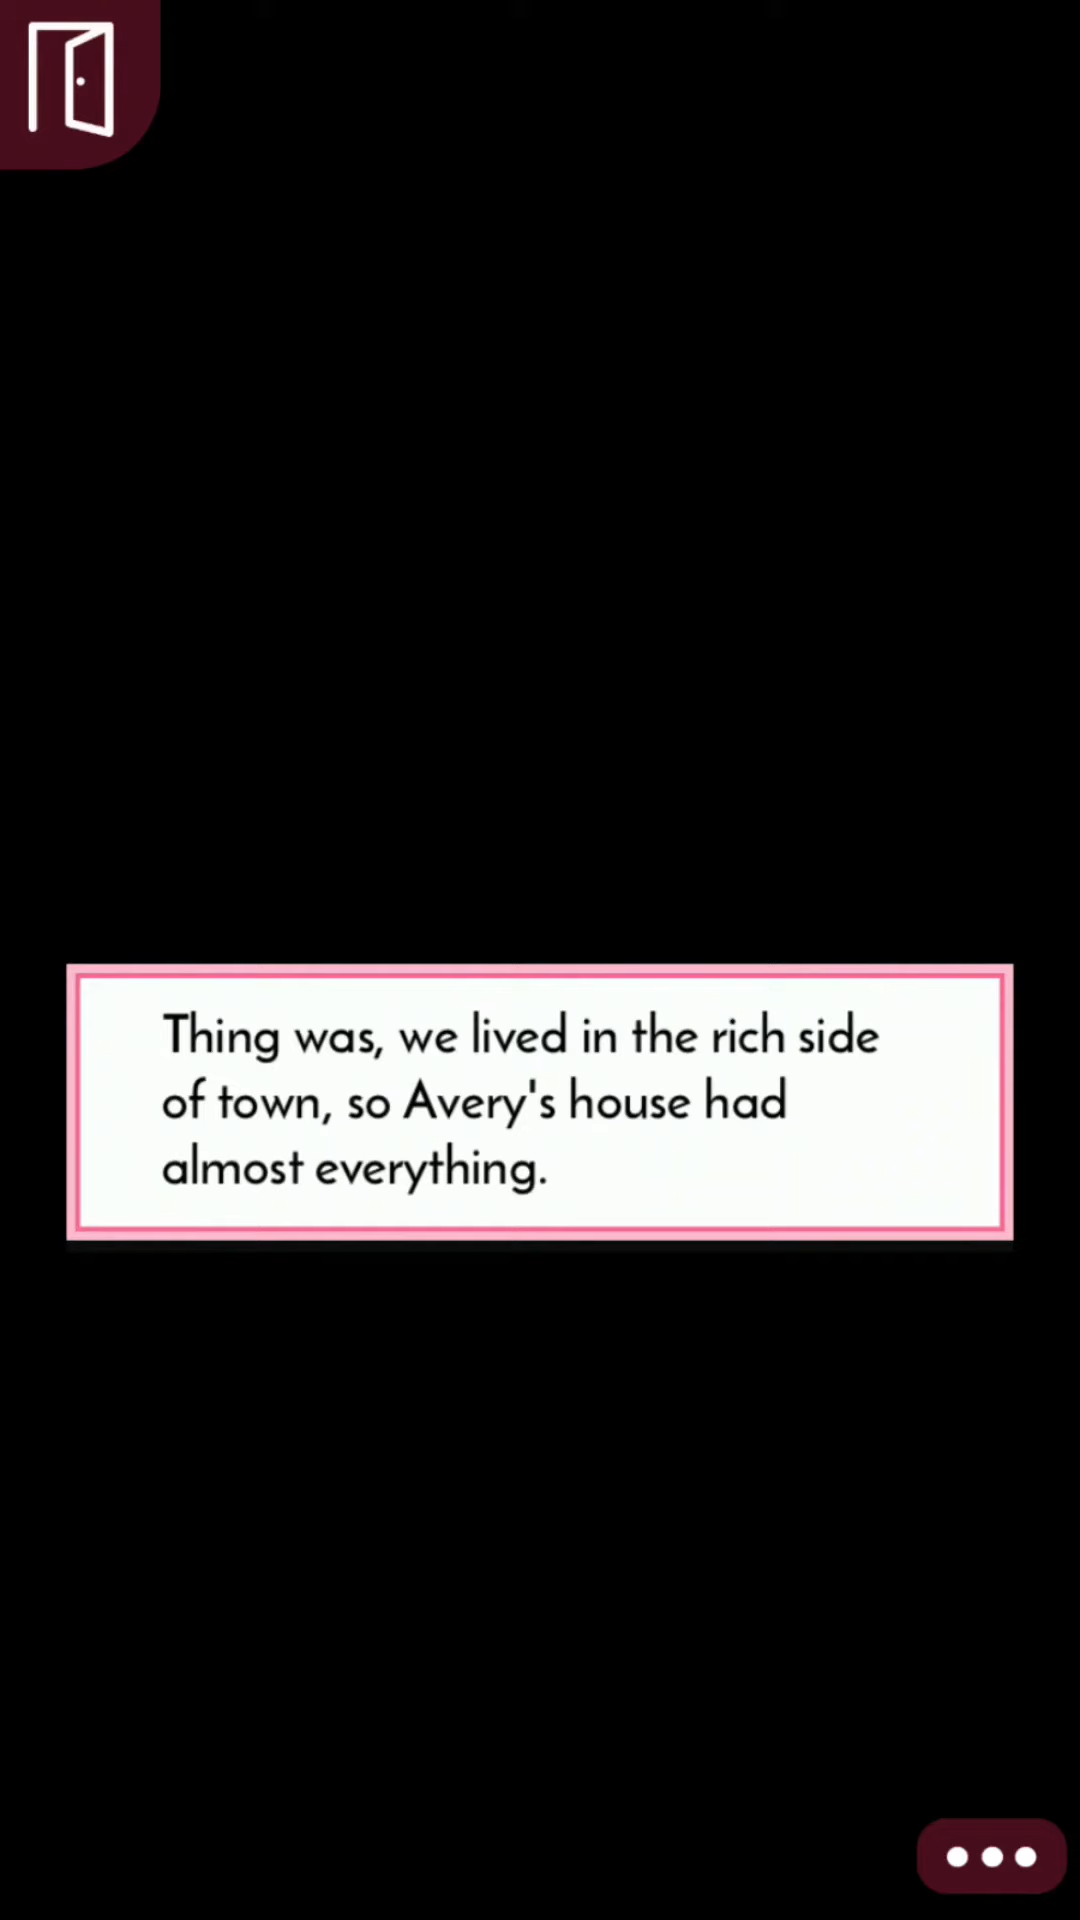 Thing was, we lived in the rich side
of town, so Avery's house had
almost everything.